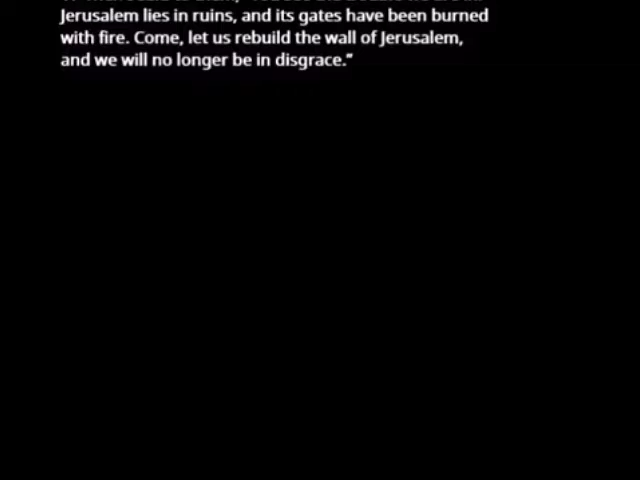 Jerusalem lies in ruins, and its gates have been burned
with fire. Come, let us rebuild the wall of Jerusalem,
and we will no longer be in disgrace.”